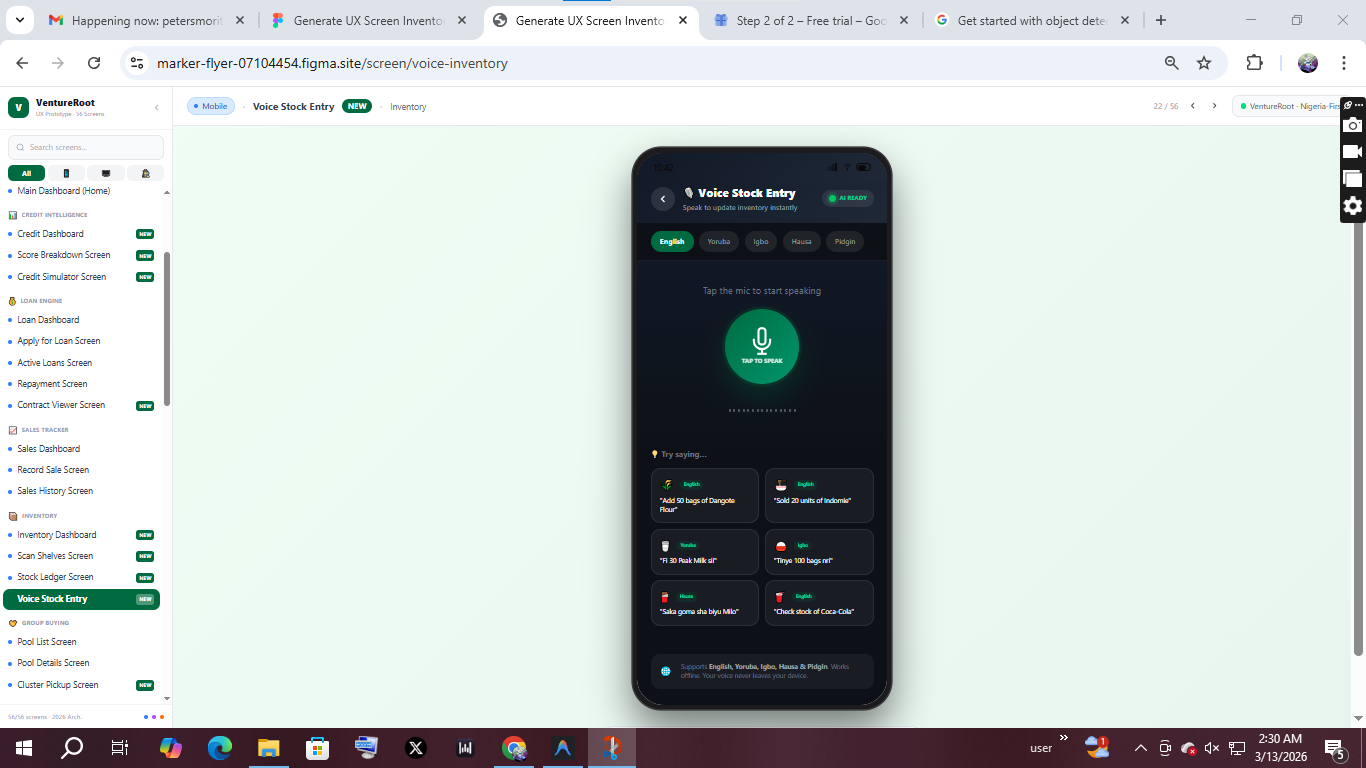 Happening now: petersmorit
Generate UX Screen Invento
Generate UX Screen Invento
Step 2 of 2 – Free trial – Goo
Get started with object dete
marker-flyer-07104454.figma.site/screen/voice-inventory
V
VentureRoot
UX Prototype · 56 Screens
Mobile
Voice Stock Entry
NEW
Inventory
22 / 56
VentureRoot · Nigeria-Firs
Search screens...
All
Main Dashboard (Home)
CREDIT INTELLIGENCE
Credit Dashboard NEW
Score Breakdown Screen NEW
Credit Simulator Screen NEW
LOAN ENGINE
Loan Dashboard
Apply for Loan Screen
Active Loans Screen
Repayment Screen
Contract Viewer Screen NEW
SALES TRACKER
Sales Dashboard
Record Sale Screen
Sales History Screen
INVENTORY
Inventory Dashboard NEW
Scan Shelves Screen NEW
Stock Ledger Screen NEW
Voice Stock Entry NEW
GROUP BUYING
Pool List Screen
Pool Details Screen
Cluster Pickup Screen NEW
56/56 screens · 2026 Arch.
10:42
Voice Stock Entry
Speak to update inventory instantly
AI READY
English Yoruba Igbo Hausa Pidgin
Tap the mic to start speaking
TAP TO SPEAK
Try saying...
English
"Add 50 bags of Dangote
Flour"
English
"Sold 20 units of Indomie"
Yoruba
"Fi 30 Peak Milk sii"
Igbo
"Tinye 100 bags nri"
Hausa
"Saka goma sha biyu Milo"
English
"Check stock of Coca-Cola"
Supports English, Yoruba, Igbo, Hausa & Pidgin. Works
offline. Your voice never leaves your device.
user
1
2:30 AM
3/13/2026
5